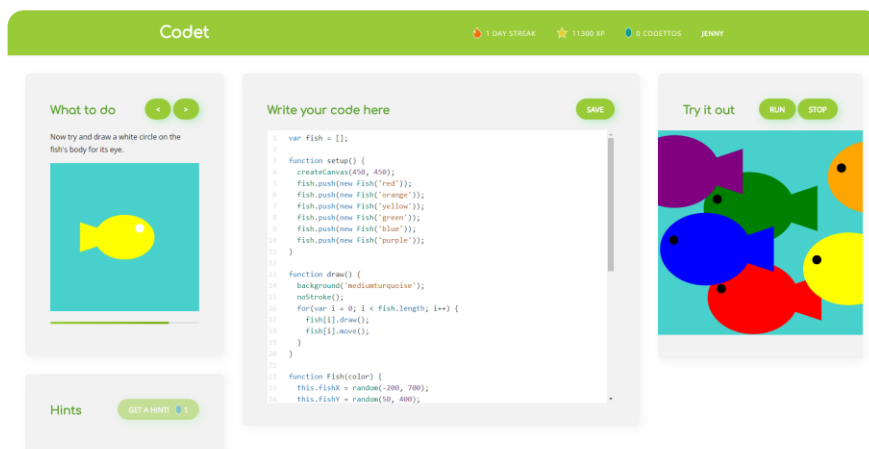 Codet
1 DAY STREAK
11300 XP
0 CODETTOS
JENNY
What to do
<
>
Now try and draw a white circle on the
fish's body for its eye.
Hints
GET A HINT! 1
Write your code here
SAVE
1 var fish = [];
2
3 function setup() {
4 createCanvas(450, 450);
5 fish.push(new Fish('red'));
6 fish.push(new Fish('orange'));
7 fish.push(new Fish('yellow'));
8 fish.push(new Fish('green'));
9 fish.push(new Fish('blue'));
10 fish.push(new Fish('purple'));
11 }
12
13 function draw() {
14 background('mediumturquoise');
15 noStroke();
16 for(var i = 0; i < fish.length; i++) {
17 fish[i].draw();
18 fish[i].move();
19 }
20 }
21
22 function Fish(color) {
23 this.fishX = random(-200, 700);
24 this.fishY = random(50, 400);
Try it out
RUN
STOP